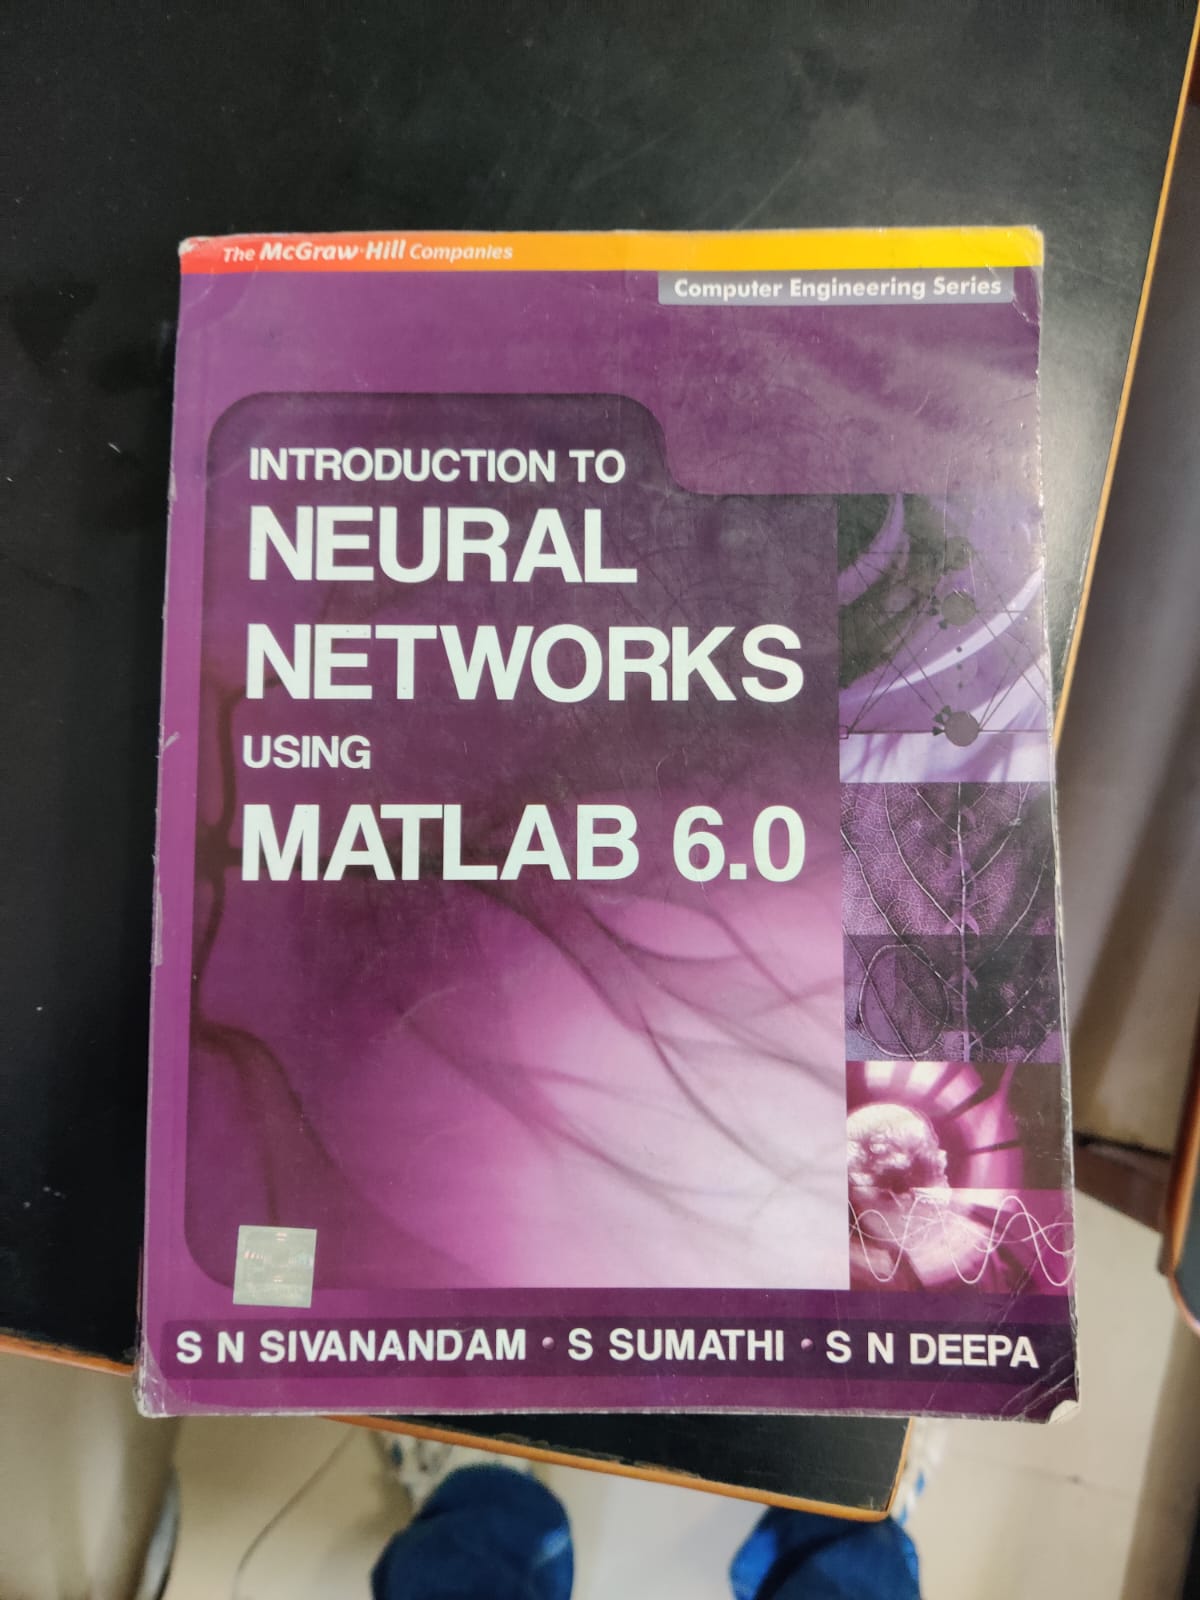 The McGraw·Hill Companies
Computer Engineering Series
INTRODUCTION TO
NEURAL
NETWORKS
USING
MATLAB 6.0
S N SIVANANDAM • S SUMATHI • S N DEEPA